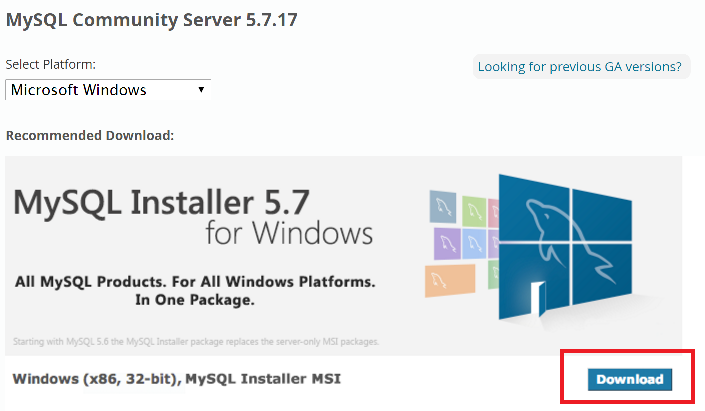 MySQL Community Server 5.7.17
Select Platform:
Looking for previous GA versions?
Microsoft Windows
Recommended Download:
MySQL Installer 5.7
for Windows
All MySQL Products. For All Windows Platforms.
In One Package.
Starting with MySQL 5.6 the MySQL Installer package replaces the server-only MSI packages.
Windows (x86, 32-bit), MySQL Installer MSI
Download